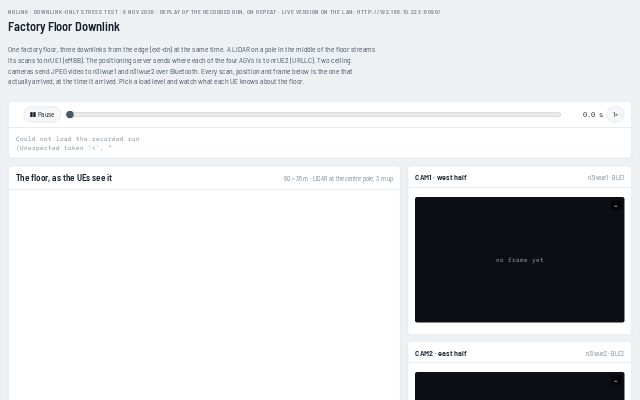 NRLINK · DOWNLINK-ONLY STRESS TEST · 6 NOV 2026 · REPLAY OF THE RECORDED RUN, ON REPEAT · LIVE VERSION ON THE LAN: HTTP://192.168.10.223:8090/
Factory Floor Downlink
One factory floor, three downlinks from the edge (ext-dn) at the same time. A LiDAR on a pole in the middle of the floor streams
its scans to nrUE1 (eMBB). The positioning server sends where each of the four AGVs is to nrUE2 (URLLC). Two ceiling
cameras send JPEG video to n3iwue1 and n3iwue2 over Bluetooth. Every scan, position and frame below is the one that
actually arrived, at the time it arrived. Pick a load level and watch what each UE knows about the floor.
Pause
0.0 s
1×
Could not load the recorded run
(Unexpected token '<', "
The floor, as the UEs see it
60 × 36 m · LiDAR at the centre pole, 3 m up
CAM1 · west half
n3iwue1 · BLE1
–
no frame yet
CAM2 · east half
n3iwue2 · BLE2
–